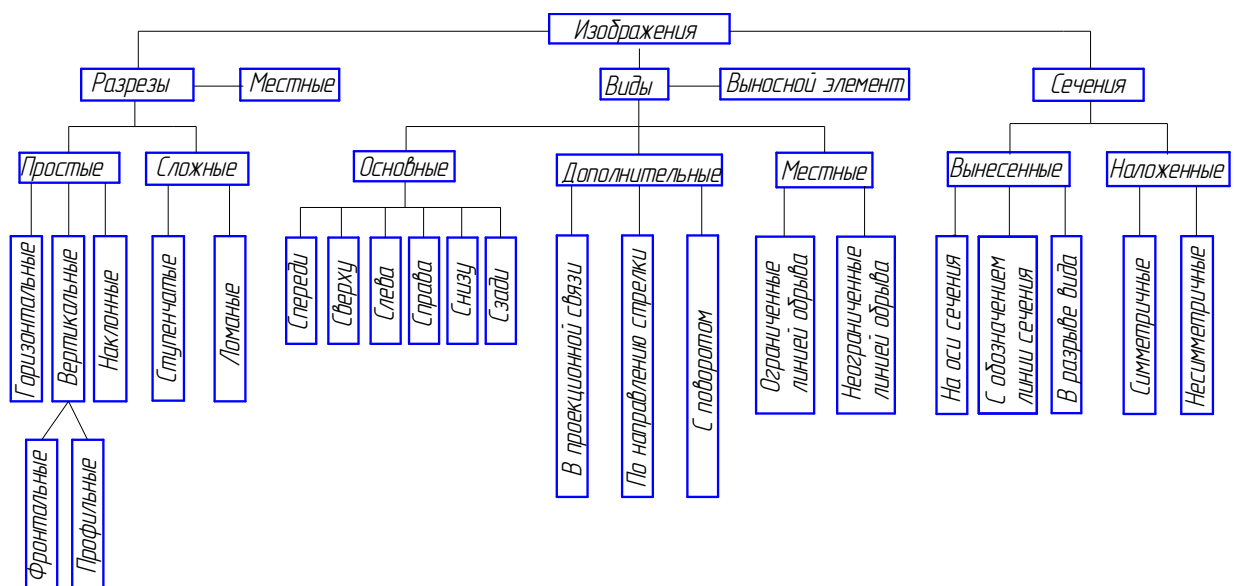 Изображения
Разрезы
Местные
Виды
Выносной элемент
Сечения
Простые
Сложные
Основные
Дополнительные
Местные
Вынесенные
Наложенные
Горизонтальные
Вертикальные
Наклонные
Ступенчатые
Ломаные
Спереди
Сверху
Слева
Справа
Снизу
Сзади
В проекционной связи
По направлению стрелки
С поворотом
Ограниченные
линией обрыва
Неограниченные
линией обрыва
На оси сечения
С обозначением
линии сечения
В разрыве вида
Симметричные
Несимметричные
Фронтальные
Профильные